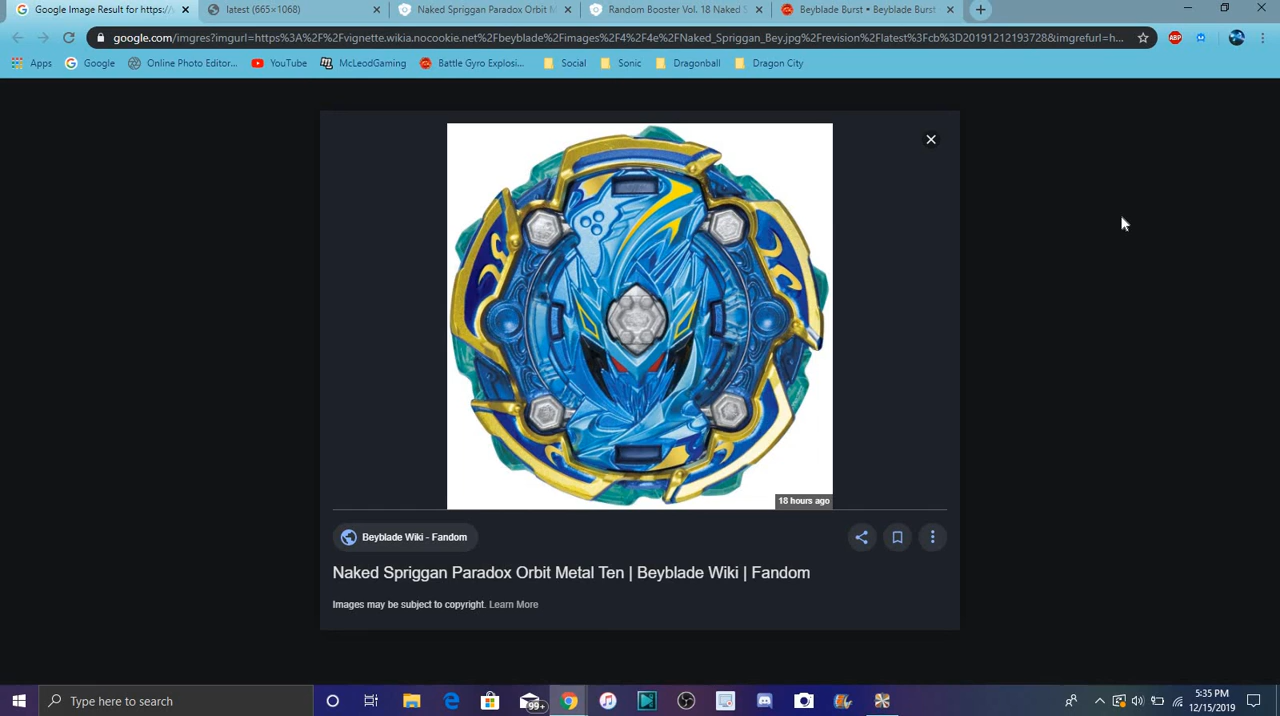 Google Image Result for https:/
latest (665×1068)
Naked Spriggan Paradox Orbit M
Random Booster Vol. 18 Naked S
Beyblade Burst • Beyblade Burst
google.com/imgres?imgurl=https%3A%2F%2Fvignette.wikia.nocookie.net%2Fbeyblade%2Fimages%2F4%2F4e%2FNaked_Spriggan_Bey.jpg%2Frevision%2Flatest%3Fcb%3D20191212193728&imgrefurl=h...
ABP
Apps
Google
Online Photo Editor...
YouTube
McLeodGaming
Battle Gyro Explosi...
Social
Sonic
Dragonball
Dragon City
18 hours ago
Beyblade Wiki - Fandom
Naked Spriggan Paradox Orbit Metal Ten | Beyblade Wiki | Fandom
Images may be subject to copyright. Learn More
Type here to search
99+
5:35 PM
12/15/2019